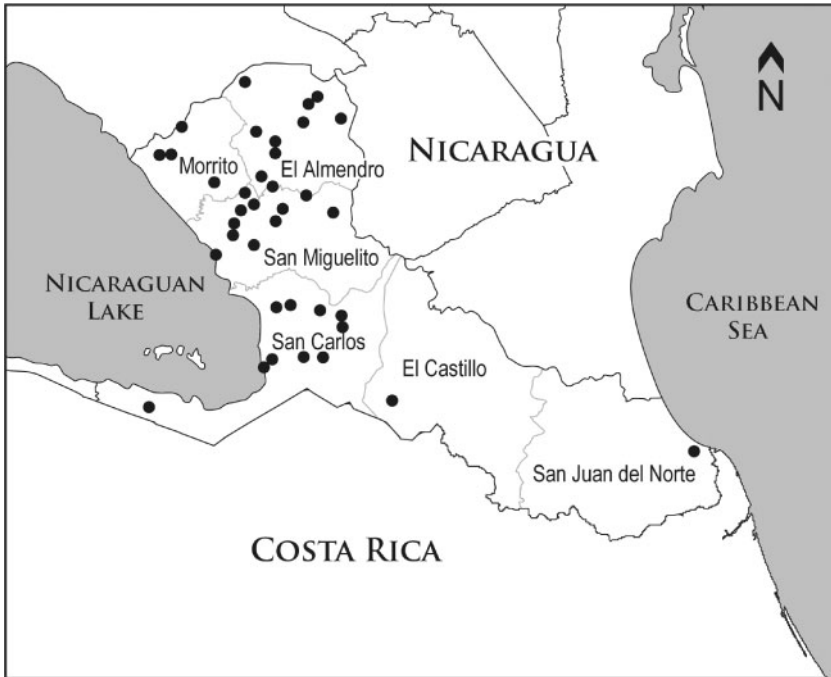 N
NICARAGUA
Morrito
El Almendro
San Miguelito
NICARAGUAN
LAKE
CARIBBEAN
SEA
San Carlos
El Castillo
San Juan del Norte
COSTA RICA